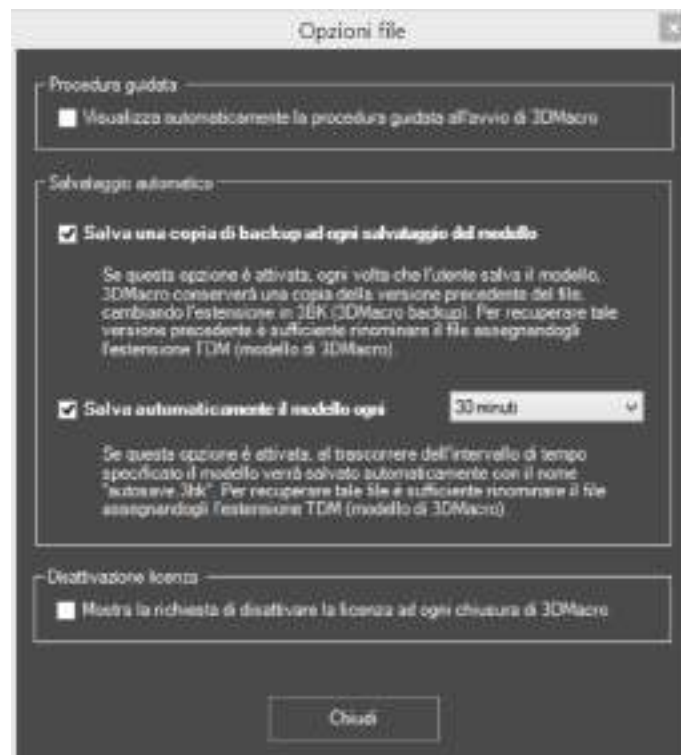 Opzioni file
Procedura guidata
Visualizza automaticamente la procedura guidata all'avvio di 3DMacro
Salvataggio automatico
Salva una copia di backup ad ogni salvataggio del modello
Se questa opzione è attivata, ogni volta che l'utente salva il modello,
3DMacro conserverà una copia della versione precedente del file,
cambiando l'estensione in 3BK (3DMacro backup). Per recuperare tale
versione precedente è sufficiente rinominare il file assegnandogli
l'estensione TDM (modello di 3DMacro).
Salva automaticamente il modello ogni
30 minuti
Se questa opzione è attivata, al trascorrere dell'intervallo di tempo
specificato il modello verrà salvato automaticamente con il nome
"autosave.3bk". Per recuperare tale file è sufficiente rinominare il file
assegnandogli l'estensione TDM (modello di 3DMacro)
Disattivazione licenza
Mostra la richiesta di disattivare la licenza ad ogni chiusura di 3DMacro
Chiudi